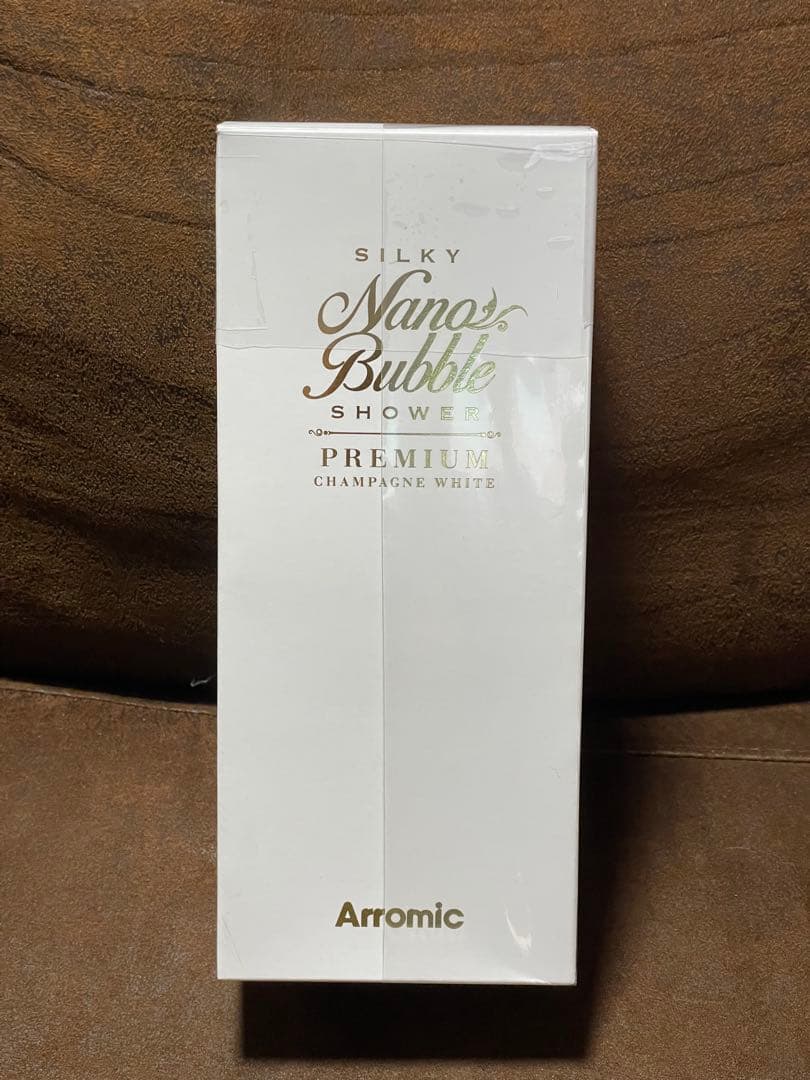 SILKY
Nano
Bubble
SHOWER
PREMIUM
CHAMPAGNE WHITE
Arromic